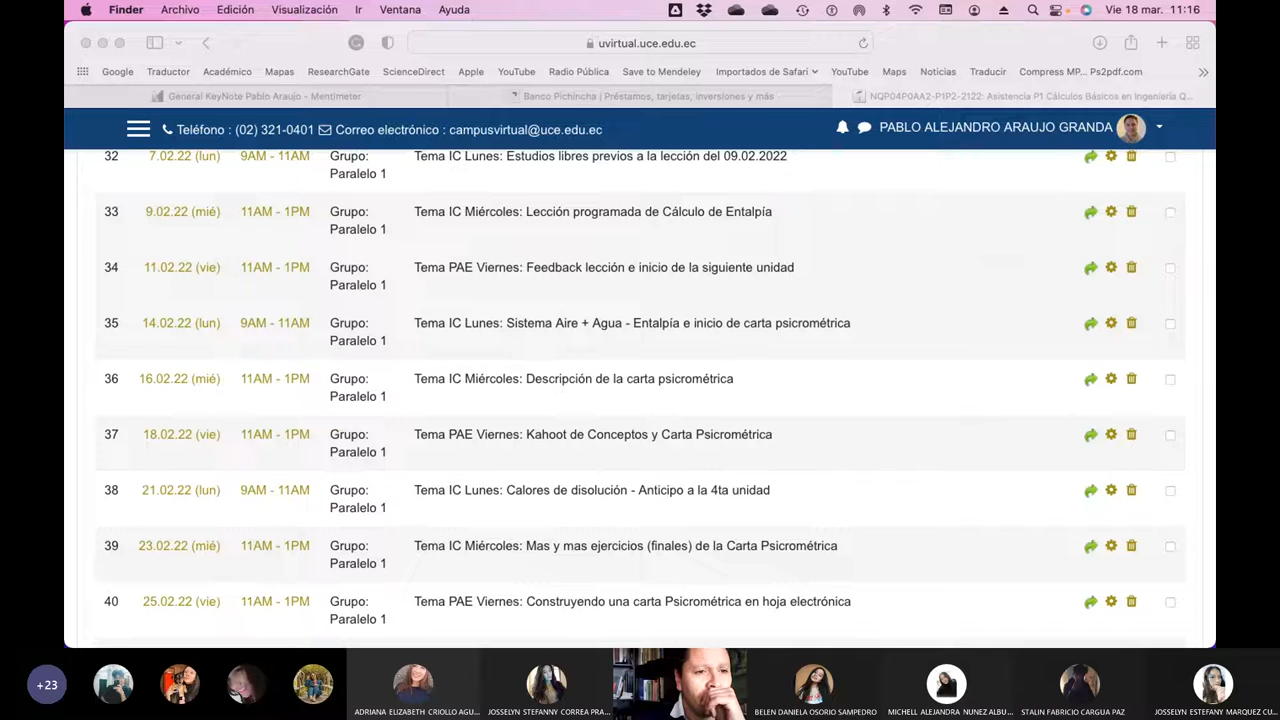 Finder Archivo Edición Visualización Ir Ventana Ayuda Vie 18 mar. 11:16
uvirtual.uce.edu.ec
Google Traductor Académico Mapas ResearchGate ScienceDirect Apple YouTube Radio Pública Save to Mendeley Importados de Safari YouTube Maps Noticias Traducir Compress MP... Ps2pdf.com
General KeyNote Pablo Araujo - Mentimeter Banco Pichincha | Préstamos, tarjetas, inversiones y más NQP04P0AA2-P1P2-2122: Asistencia P1 Cálculos Básicos en Ingeniería Q...
Teléfono : (02) 321-0401 Correo electrónico : campusvirtual@uce.edu.ec PABLO ALEJANDRO ARAUJO GRANDA
32 7.02.22 (lun) 9AM - 11AM Grupo: Tema IC Lunes: Estudios libres previos a la lección del 09.02.2022
Paralelo 1
33 9.02.22 (mié) 11AM - 1PM Grupo: Tema IC Miércoles: Lección programada de Cálculo de Entalpía
Paralelo 1
34 11.02.22 (vie) 11AM - 1PM Grupo: Tema PAE Viernes: Feedback lección e inicio de la siguiente unidad
Paralelo 1
35 14.02.22 (lun) 9AM - 11AM Grupo: Tema IC Lunes: Sistema Aire + Agua - Entalpía e inicio de carta psicrométrica
Paralelo 1
36 16.02.22 (mié) 11AM - 1PM Grupo: Tema IC Miércoles: Descripción de la carta psicrométrica
Paralelo 1
37 18.02.22 (vie) 11AM - 1PM Grupo: Tema PAE Viernes: Kahoot de Conceptos y Carta Psicrométrica
Paralelo 1
38 21.02.22 (lun) 9AM - 11AM Grupo: Tema IC Lunes: Calores de disolución - Anticipo a la 4ta unidad
Paralelo 1
39 23.02.22 (mié) 11AM - 1PM Grupo: Tema IC Miércoles: Mas y mas ejercicios (finales) de la Carta Psicrométrica
Paralelo 1
40 25.02.22 (vie) 11AM - 1PM Grupo: Tema PAE Viernes: Construyendo una carta Psicrométrica en hoja electrónica
Paralelo 1
+23
ADRIANA ELIZABETH CRIOLLO AGU... JOSSELYN STEFANNY CORREA PRA... BELEN DANIELA OSORIO SAMPEDRO MICHELL ALEJANDRA NUNEZ ALBU... STALIN FABRICIO CARGUA PAZ JOSSELYN ESTEFANY MARQUEZ CU...